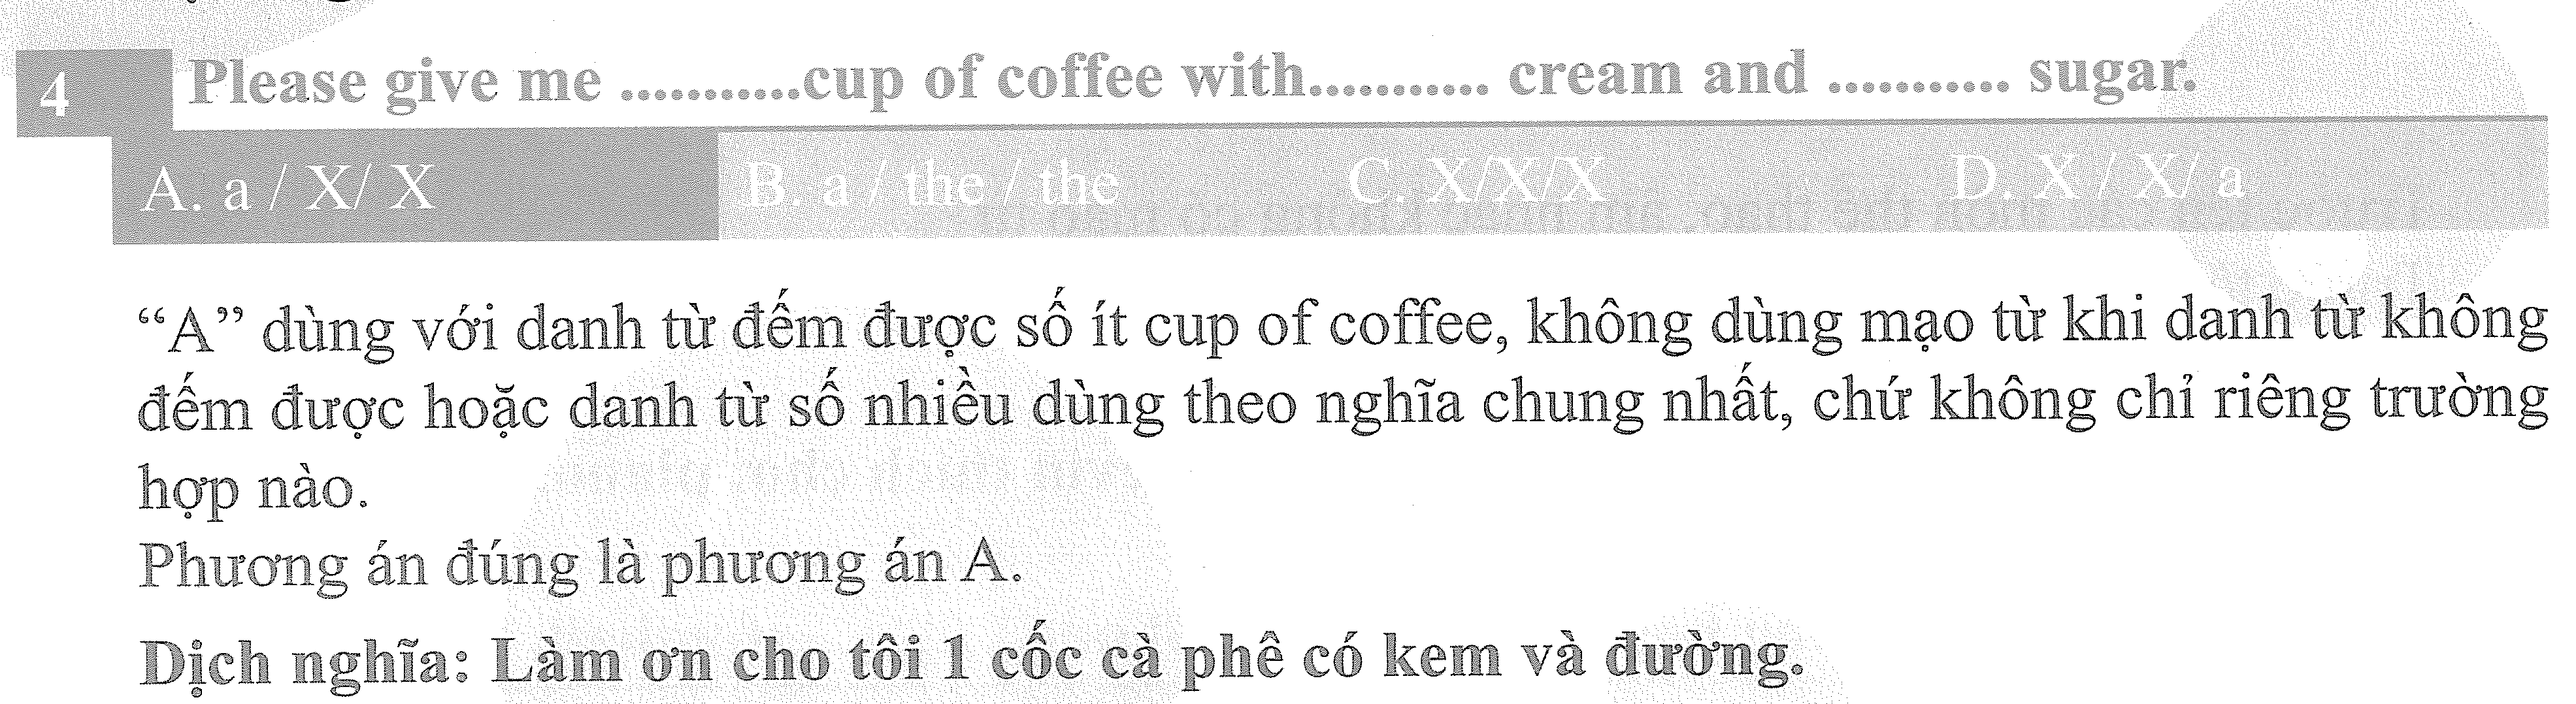 4 Please give me ...........cup of coffee with........... cream and ........... sugar.
A. a / X/ X B. a / the / the C. X/X/X D. X / X/ a
“A” dùng với danh từ đếm được số ít cup of coffee, không dùng mạo từ khi danh từ không
đếm được hoặc danh từ số nhiều dùng theo nghĩa chung nhất, chứ không chỉ riêng trường
hợp nào.
Phương án đúng là phương án A.
Dịch nghĩa: Làm ơn cho tôi 1 cốc cà phê có kem và đường.